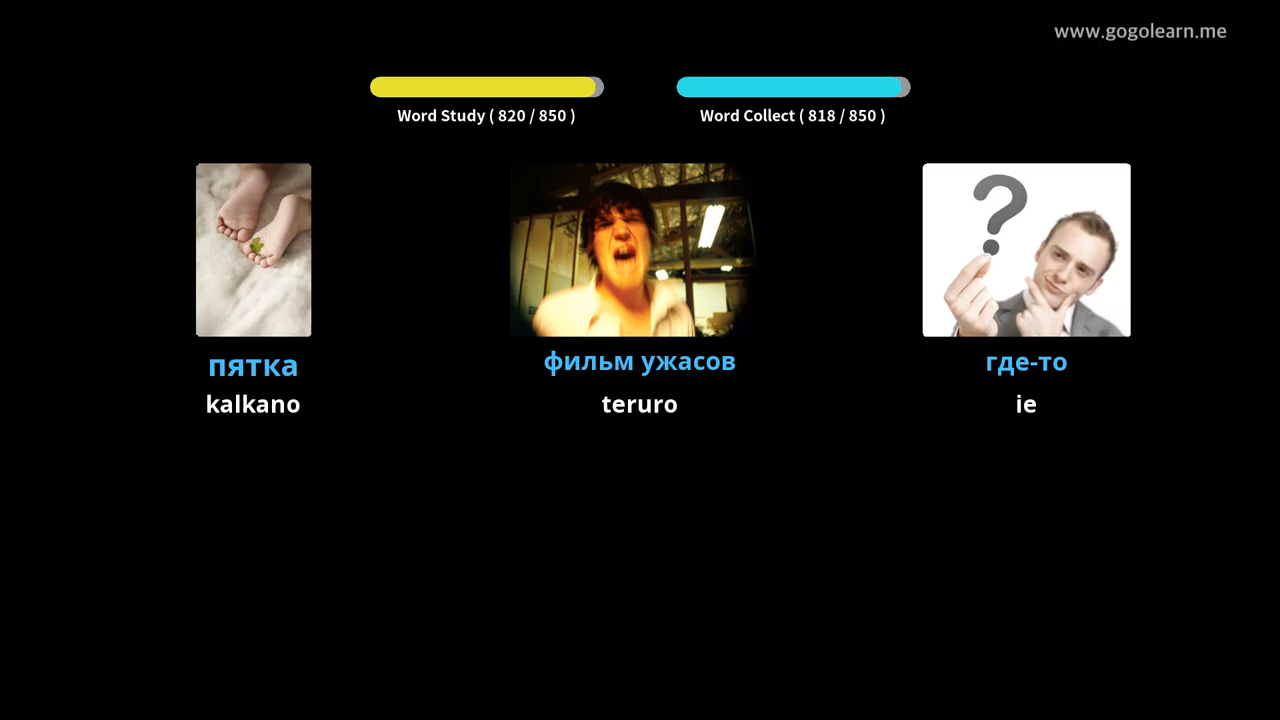 www.gogolearn.me
Word Study ( 820 / 850 )
Word Collect ( 818 / 850 )
пятка
kalkano
фильм ужасов
teruro
где-то
ie